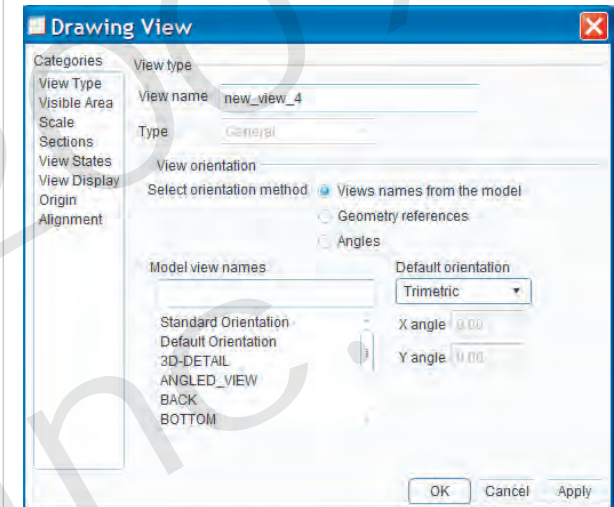 Drawing View
Categories
View Type
Visible Area
Scale
Sections
View States
View Display
Origin
Alignment
View type
View name new_view_4
Type General
View orientation
Select orientation method Views names from the model
Geometry references
Angles
Model view names
Standard Orientation
Default Orientation
3D-DETAIL
ANGLED_VIEW
BACK
BOTTOM
Default orientation
Trimetric
X angle 0.00
Y angle 0.00
OK Cancel Apply
nc.